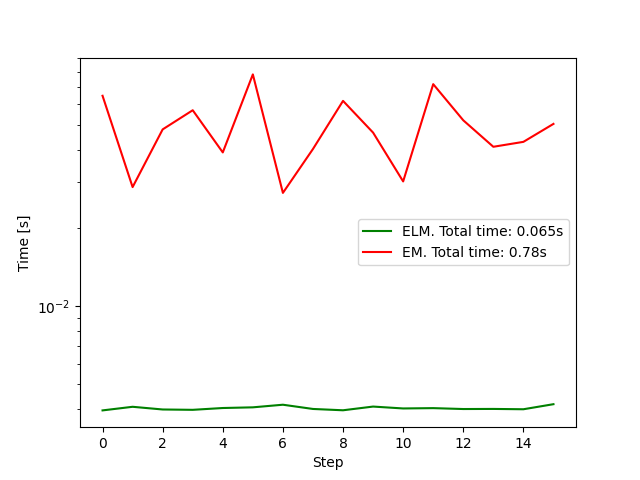 Time [s]
10⁻²
ELM. Total time: 0.065s
EM. Total time: 0.78s
0 2 4 6 8 10 12 14
Step